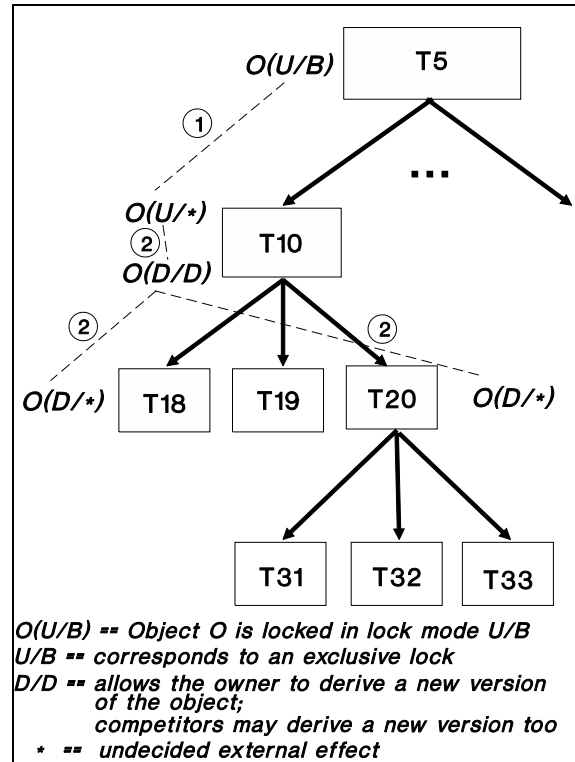 O(U/B)
T5
1
...
O(U/*)
2
T10
O(D/D)
2
2
O(D/*)
T18
T19
T20
O(D/*)
T31
T32
T33
O(U/B) == Object O is locked in lock mode U/B
U/B == corresponds to an exclusive lock
D/D == allows the owner to derive a new version
of the object;
competitors may derive a new version too
* == undecided external effect